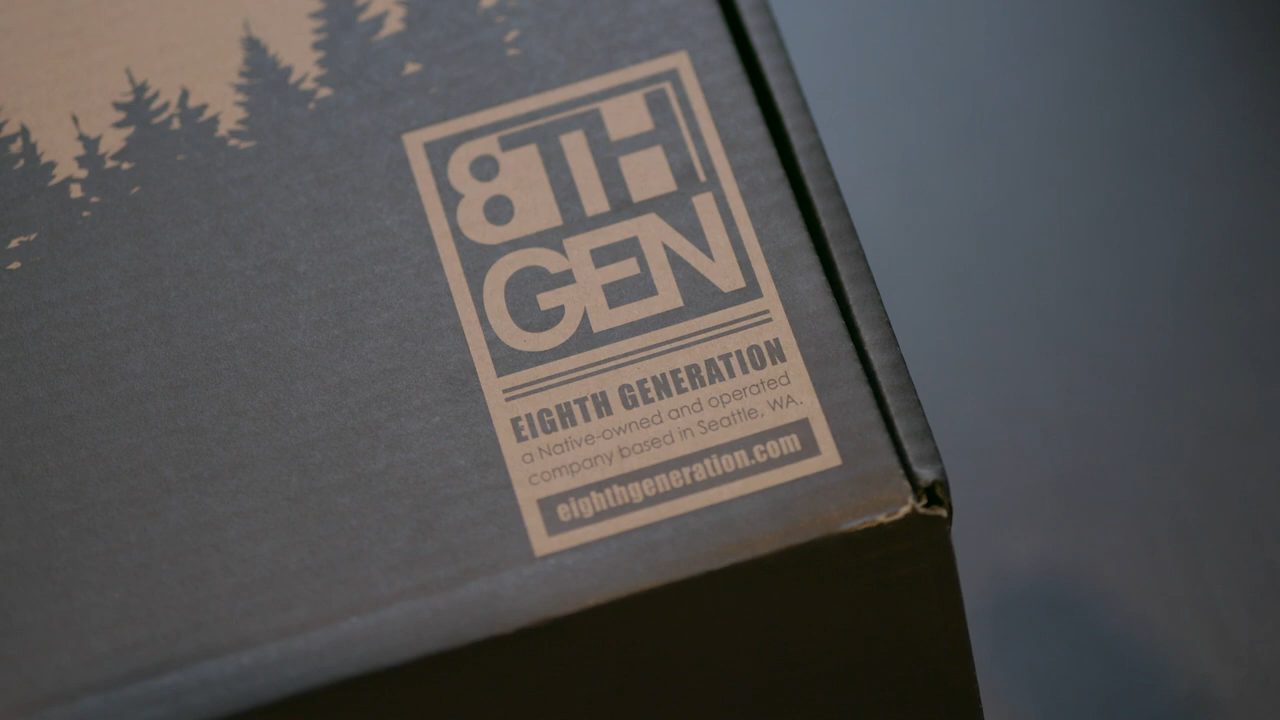 8TH
GEN
EIGHTH GENERATION
a Native-owned and operated
company based in Seattle, WA.
eighthgeneration.com